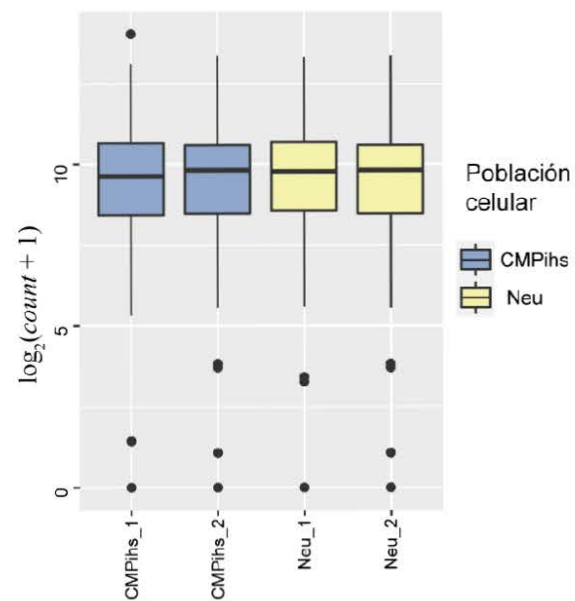 10
5
0
log₂(count + 1)
CMPihs_1
CMPihs_2
Neu_1
Neu_2
Población
celular
CMPihs
Neu